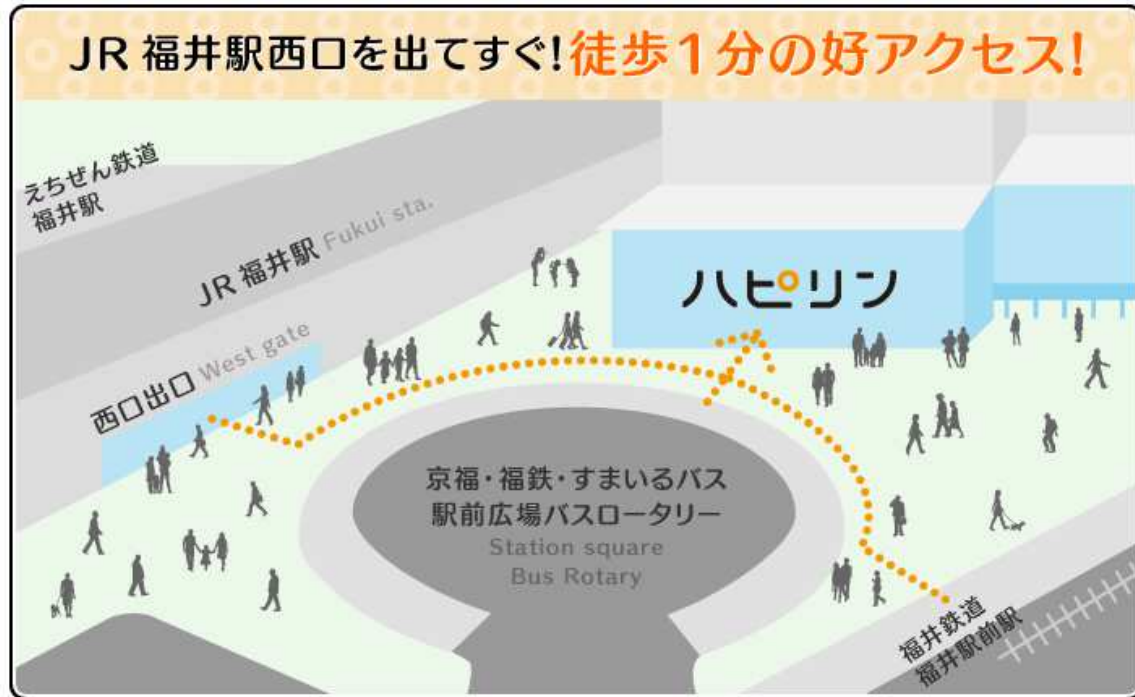 JR 福井駅西口を出てすぐ!徒歩1分の好アクセス!
えちぜん鉄道
福井駅
JR 福井駅 Fukui sta.
西口出口 West gate
ハピリン
京福・福鉄・すまいるバス
駅前広場バスロータリー
Station square
Bus Rotary
福井鉄道
福井駅前駅